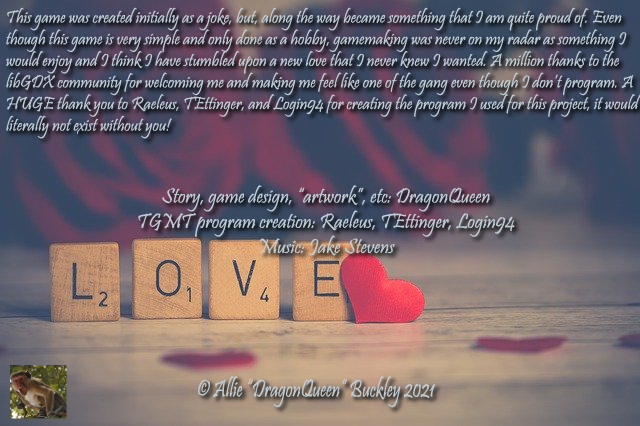 This game was created initially as a joke, but, along the way became something that I am quite proud of. Even
though this game is very simple and only done as a hobby, gamemaking was never on my radar as something I
would enjoy and I think I have stumbled upon a new love that I never knew I wanted. A million thanks to the
libGDX community for welcoming me and making me feel like one of the gang even though I don't program. A
HUGE thank you to Raeleus, TEttinger, and Login94 for creating the program I used for this project, it would
literally not exist without you!
Story, game design, "artwork", etc: DragonQueen
TGMT program creation: Raeleus, TEttinger, Login94
Music: Jake Stevens
L2 O1 V4 E
© Allie "DragonQueen" Buckley 2021